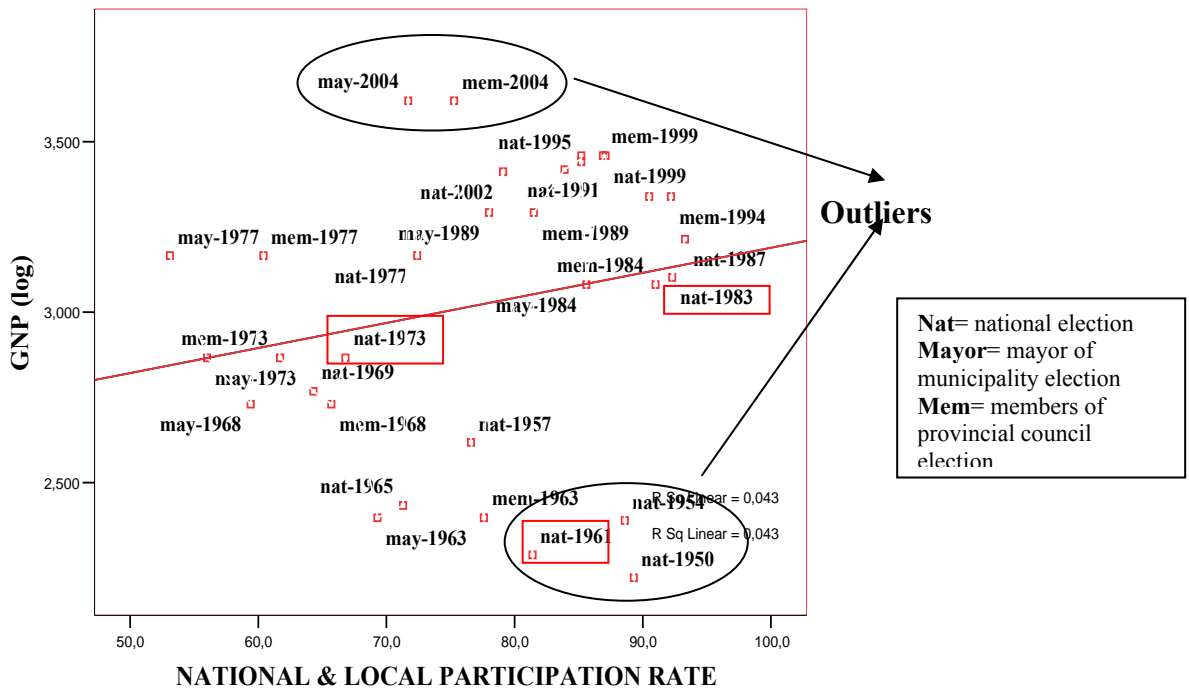 may-2004 mem-2004
3,500
nat-1995 mem-1999
nat-1999
nat-2002 nat-1991
Outliers
may-1977 mem-1977 may-1989 mem-1989 mem-1994
nat-1977 mem-1984 nat-1987
may-1984 nat-1983
GNP (log)
3,000
mem-1973 nat-1973
may-1973 nat-1969
may-1968 mem-1968 nat-1957
2,500
nat-1965 mem-1963 nat-1954
R Sq Linear = 0,043
may-1963 nat-1961 R Sq Linear = 0,043
nat-1950
Nat= national election
Mayor= mayor of
municipality election
Mem= members of
provincial council
election
50,0 60,0 70,0 80,0 90,0 100,0
NATIONAL & LOCAL PARTICIPATION RATE